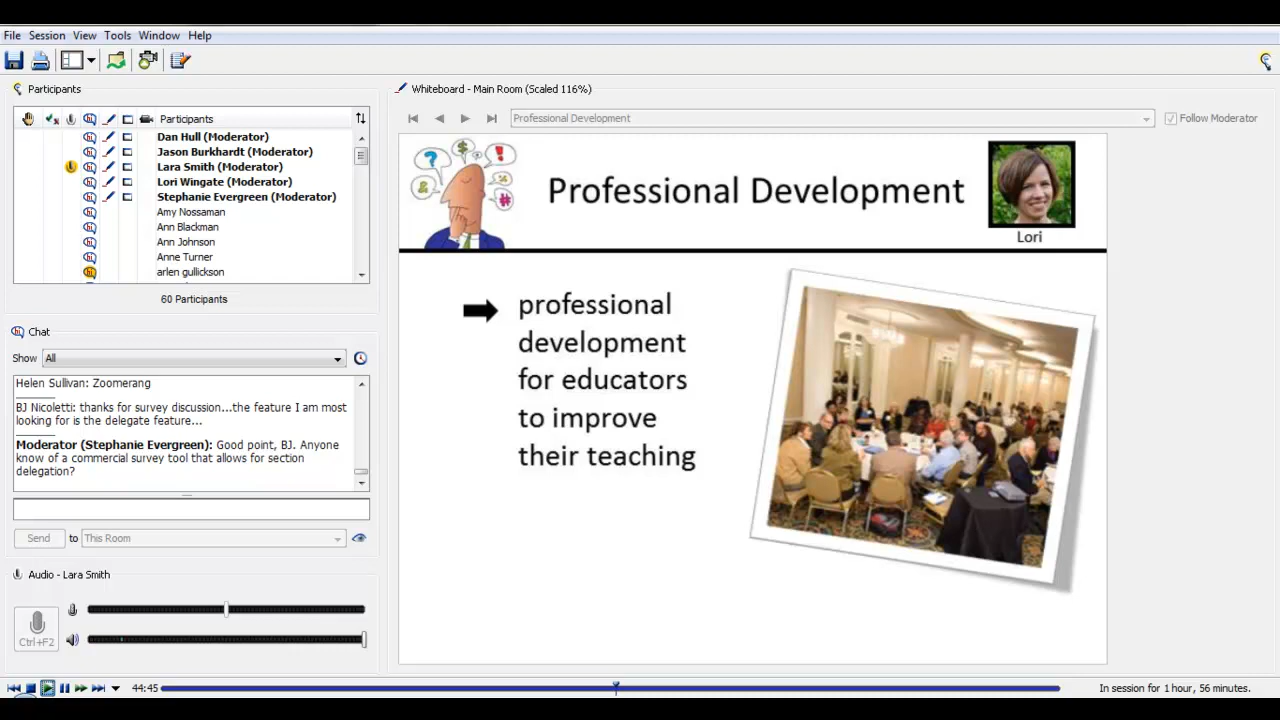 File Session View Tools Window Help
Participants
Participants
Dan Hull (Moderator)
Jason Burkhardt (Moderator)
Lara Smith (Moderator)
Lori Wingate (Moderator)
Stephanie Evergreen (Moderator)
Amy Nossaman
Ann Blackman
Ann Johnson
Anne Turner
arlen gullickson
60 Participants
Chat
Show All
Helen Sullivan: Zoomerang
BJ Nicoletti: thanks for survey discussion...the feature I am most
looking for is the delegate feature...
Moderator (Stephanie Evergreen): Good point, BJ. Anyone
know of a commercial survey tool that allows for section
delegation?
Send to This Room
Audio - Lara Smith
Ctrl+F2
Whiteboard - Main Room (Scaled 116%)
Professional Development Follow Moderator
? $ ! & % #
Professional Development
Lori
professional
development
for educators
to improve
their teaching
44:45 In session for 1 hour, 56 minutes.